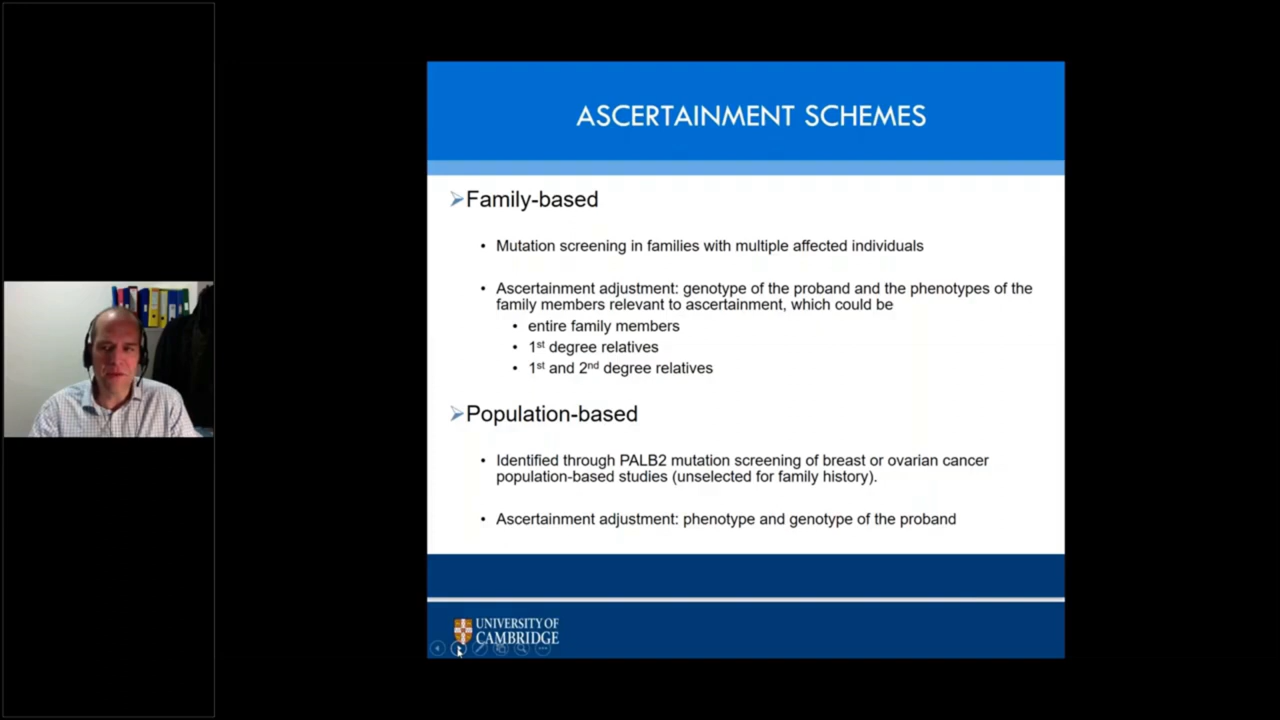 ASCERTAINMENT SCHEMES
Family-based
Mutation screening in families with multiple affected individuals
Ascertainment adjustment: genotype of the proband and the phenotypes of the
family members relevant to ascertainment, which could be
entire family members
1st degree relatives
1st and 2nd degree relatives
Population-based
Identified through PALB2 mutation screening of breast or ovarian cancer
population-based studies (unselected for family history).
Ascertainment adjustment: phenotype and genotype of the proband
UNIVERSITY OF
CAMBRIDGE